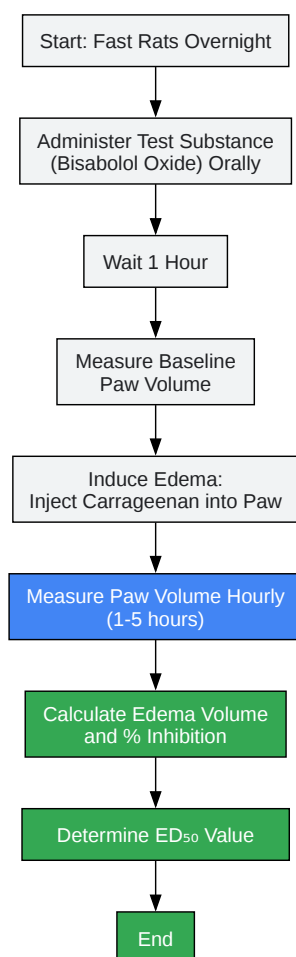 Start: Fast Rats Overnight
Administer Test Substance
(Bisabolol Oxide) Orally
Wait 1 Hour
Measure Baseline
Paw Volume
Induce Edema:
Inject Carrageenan into Paw
Measure Paw Volume Hourly
(1-5 hours)
Calculate Edema Volume
and % Inhibition
Determine ED₅₀ Value
End